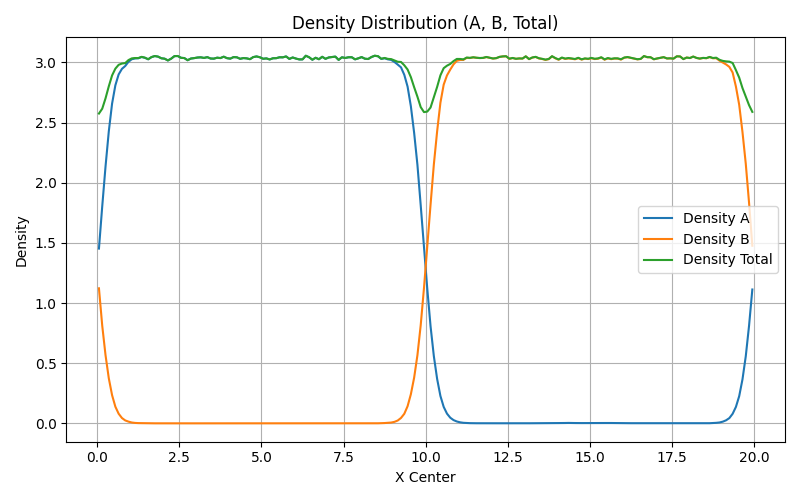 Density Distribution (A, B, Total)
Density
3.0
2.5
2.0
1.5
1.0
0.5
0.0
Density A
Density B
Density Total
0.0 2.5 5.0 7.5 10.0 12.5 15.0 17.5 20.0
X Center